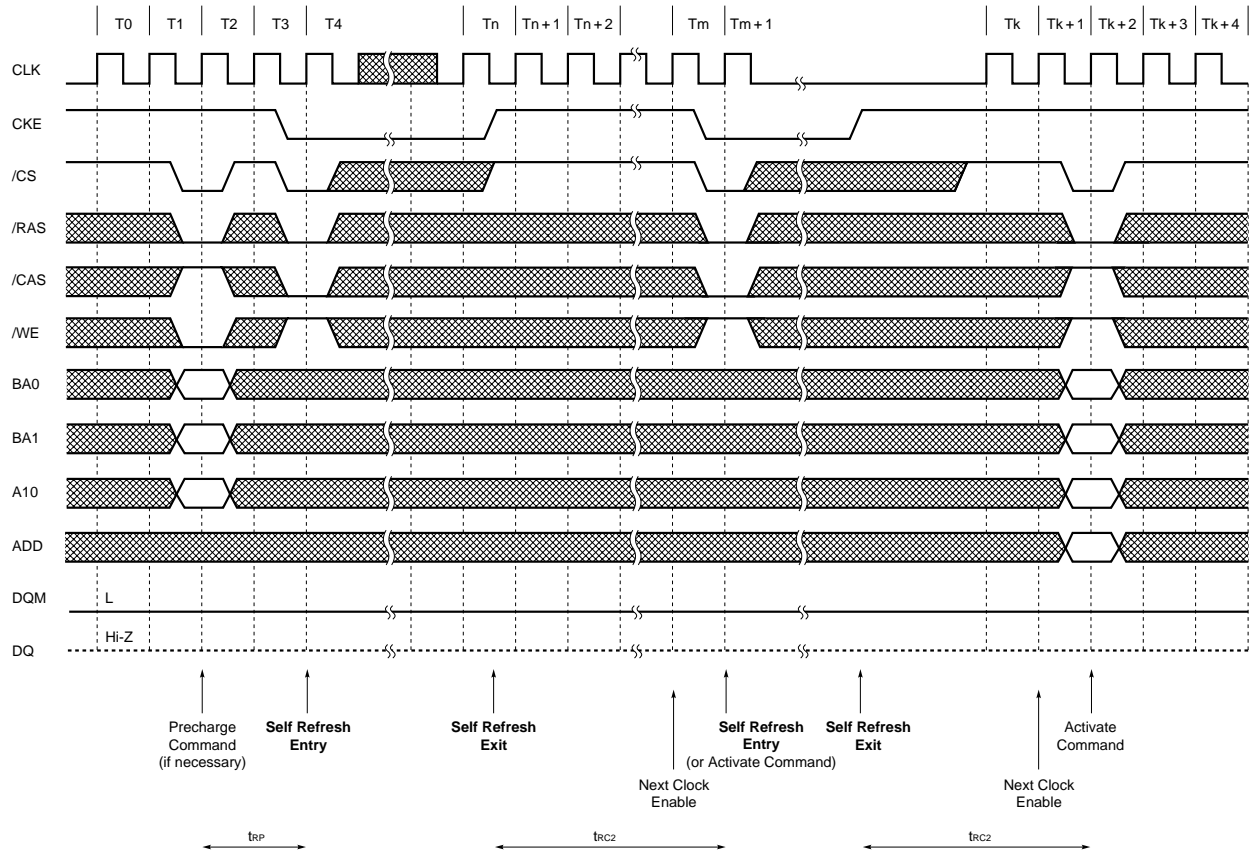 T0 T1 T2 T3 T4 Tn Tn + 1 Tn + 2 Tm Tm + 1 Tk Tk + 1 Tk + 2 Tk + 3 Tk + 4
CLK
CKE
/CS
/RAS
/CAS
/WE
BA0
BA1
A10
ADD
DQM L
Hi-Z
DQ
Precharge
Command
(if necessary)
Self Refresh
Entry
Self Refresh
Exit
Next Clock
Enable
Self Refresh
Entry
(or Activate Command)
Self Refresh
Exit
Next Clock
Enable
Activate
Command
tRP tRC2 tRC2